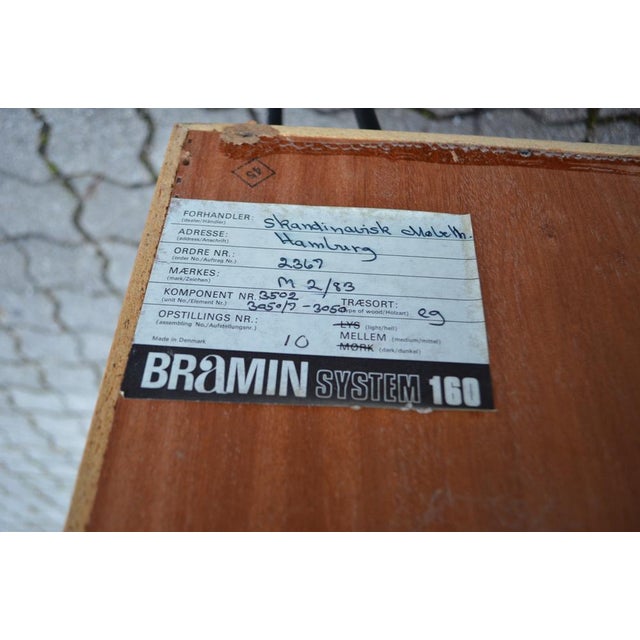 45
FORHANDLER: Skandinavisk Møbelh.
(dealer/Händler)
ADRESSE: Hamburg
(address/Anschrift)
ORDRE NR.: 2367
(order No./Auftrag Nr.)
MÆRKES: M 2/83
(mark/Zeichen)
KOMPONENT NR. 3502 TRÆSORT: eg
(unit No./Element Nr.) 3050/7-3050 (type of wood/Holzart)
OPSTILLINGS NR.: LYS (light/hell)
(assembling No./Aufstellungsnr.) MELLEM (medium/mittel)
Made in Denmark 10 MØRK (dark/dunkel)
BRAMIN SYSTEM 160